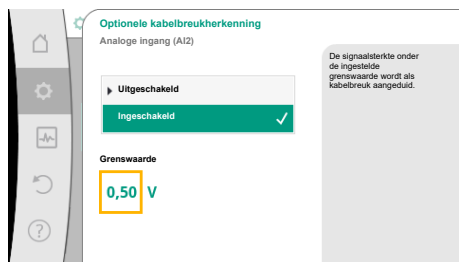 Optionele kabelbreukherkenning
Analoge ingang (AI2)
Uitgeschakeld
Ingeschakeld
Grenswaarde
0,50 V
De signaalsterkte onder
de ingestelde
grenswaarde wordt als
kabelbreuk aangeduid.
?